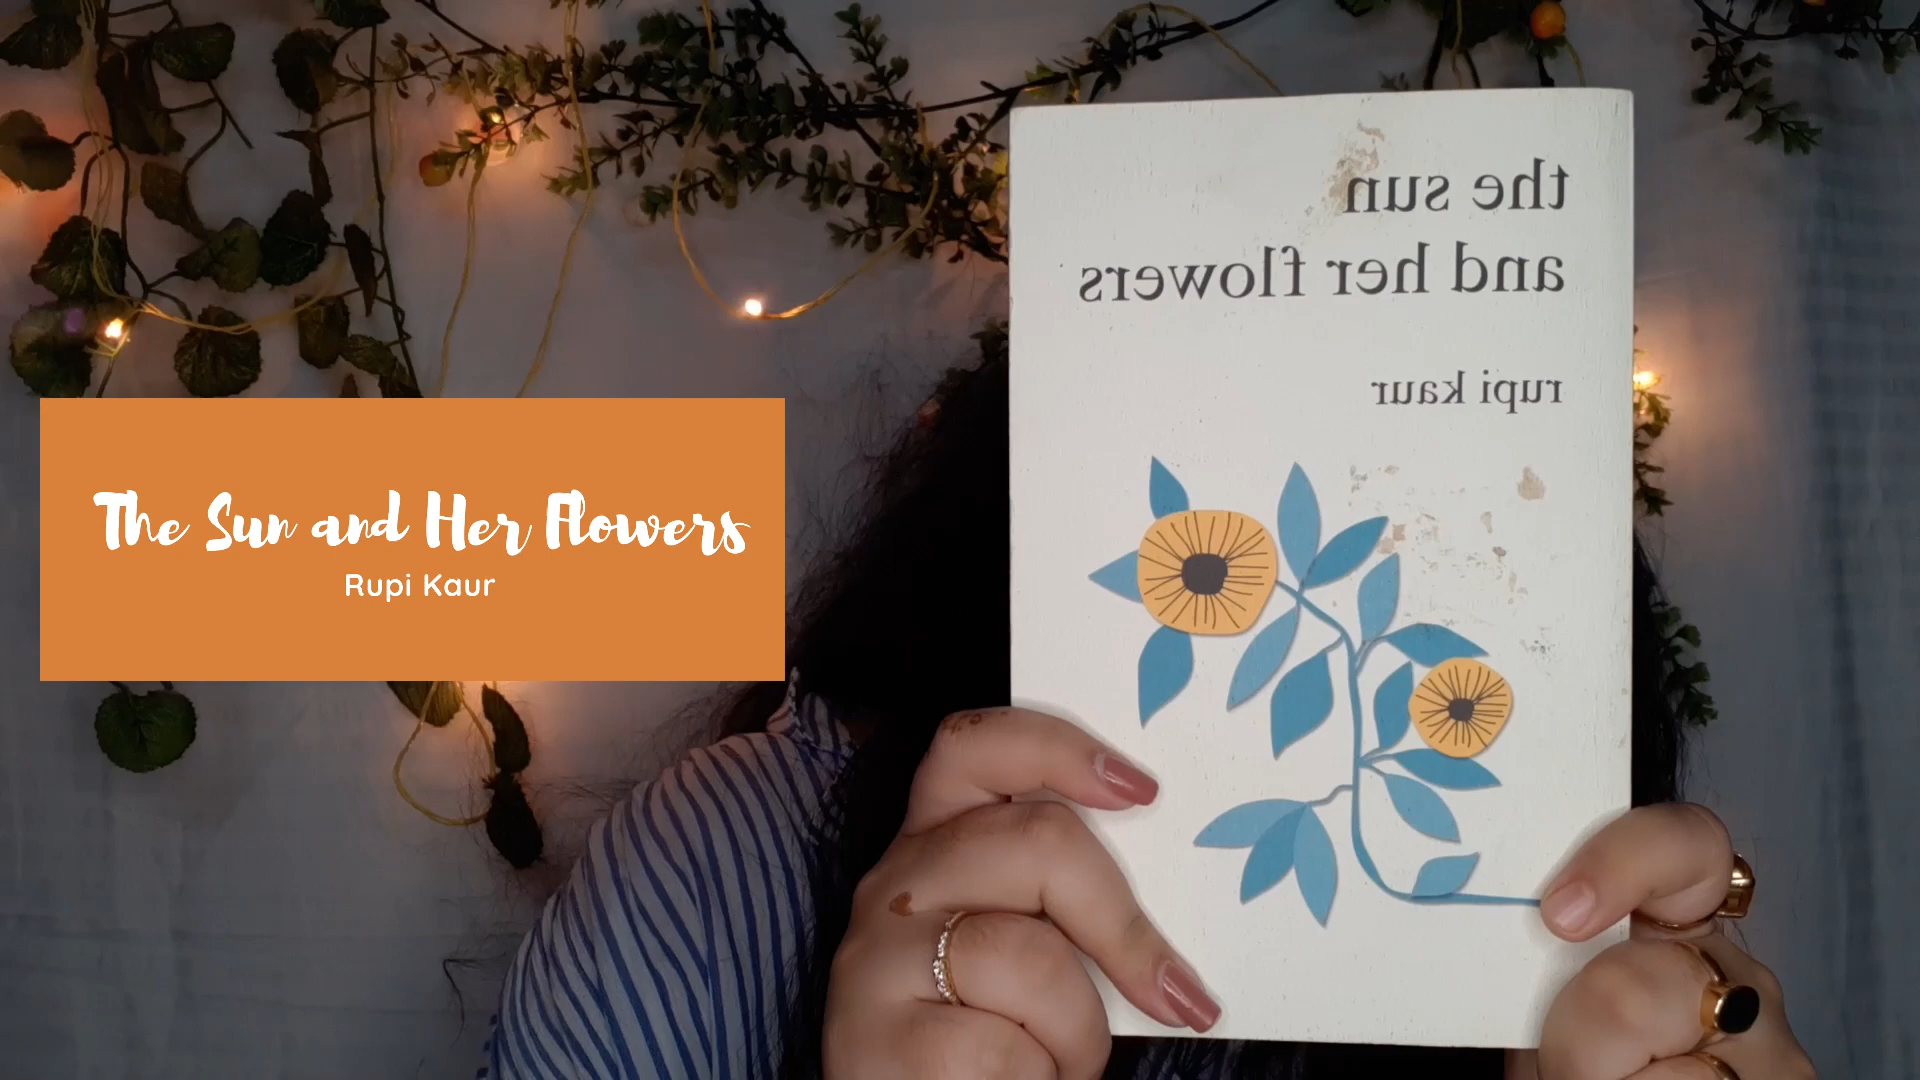 The Sun and Her Flowers
Rupi Kaur
the sun
and her flowers
rupi kaur